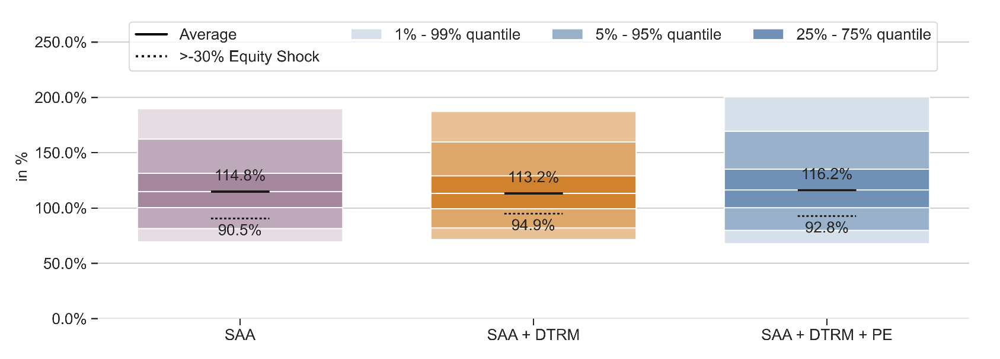 Average
1% - 99% quantile
5% - 95% quantile
25% - 75% quantile
>-30% Equity Shock
250.0%
200.0%
150.0%
100.0%
50.0%
0.0%
in %
114.8%
90.5%
113.2%
94.9%
116.2%
92.8%
SAA
SAA + DTRM
SAA + DTRM + PE